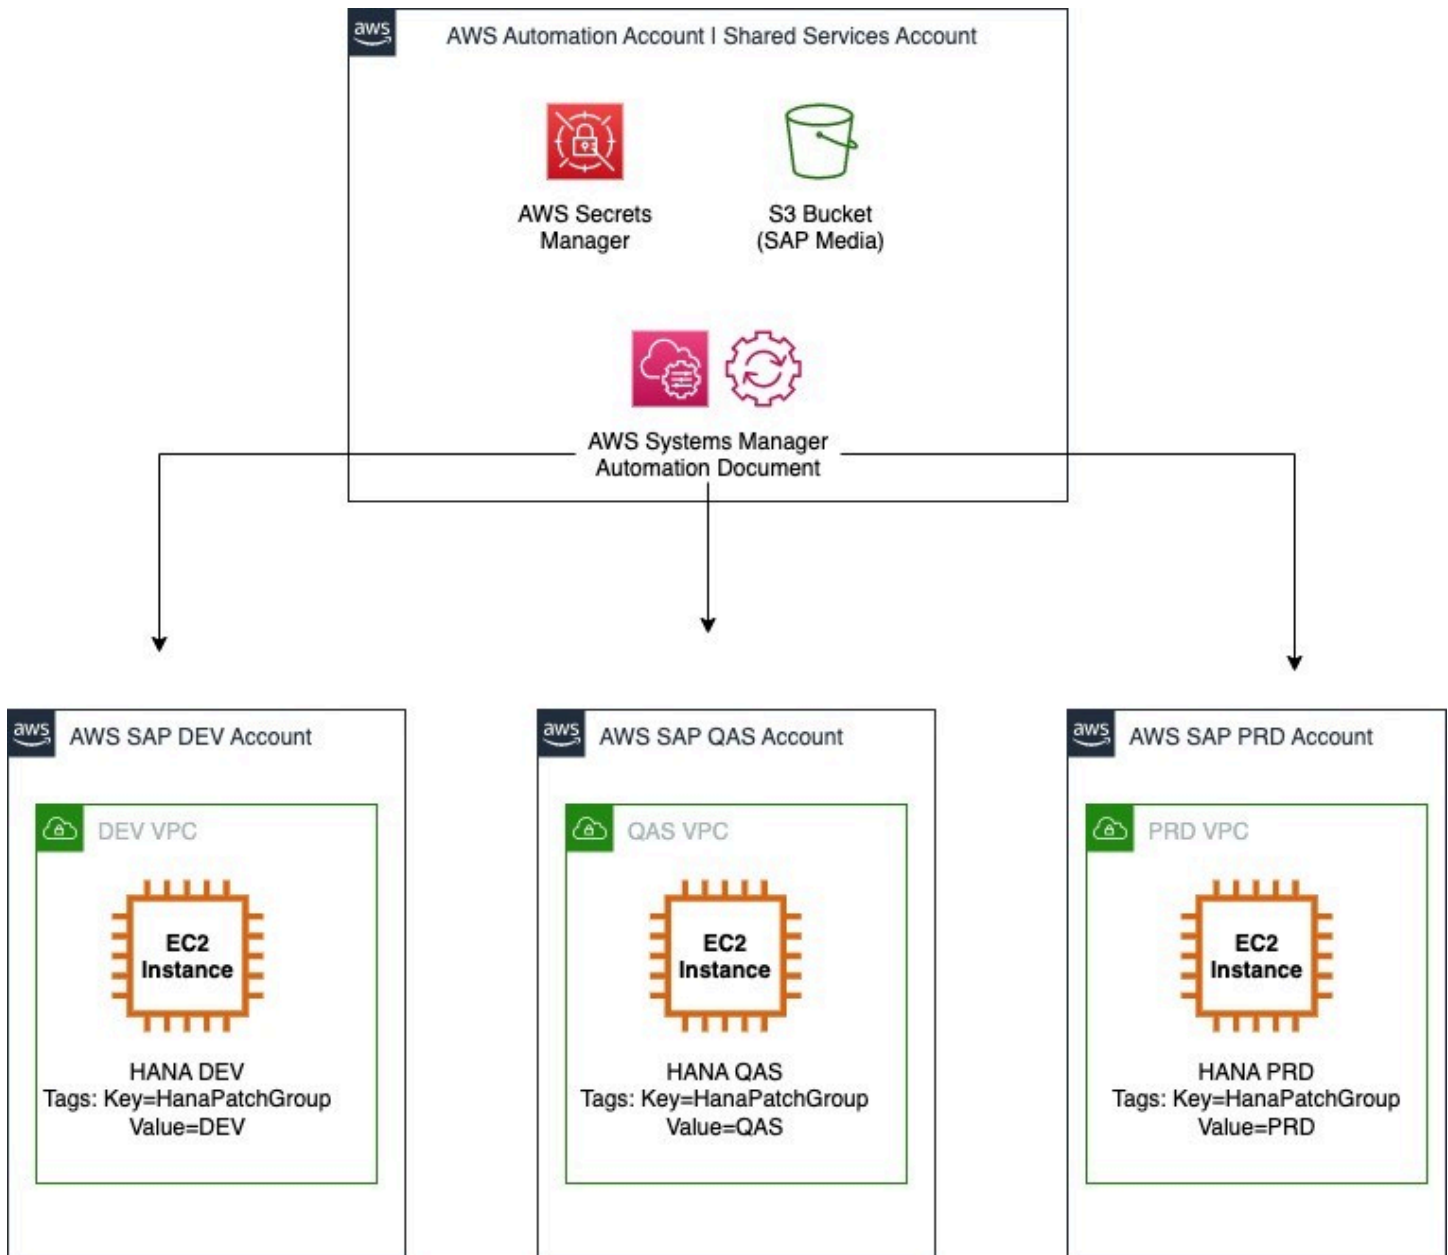 aws
AWS Automation Account | Shared Services Account
AWS Secrets
Manager
S3 Bucket
(SAP Media)
AWS Systems Manager
Automation Document
aws
AWS SAP DEV Account
DEV VPC
EC2
Instance
HANA DEV
Tags: Key=HanaPatchGroup
Value=DEV
aws
AWS SAP QAS Account
QAS VPC
EC2
Instance
HANA QAS
Tags: Key=HanaPatchGroup
Value=QAS
aws
AWS SAP PRD Account
PRD VPC
EC2
Instance
HANA PRD
Tags: Key=HanaPatchGroup
Value=PRD